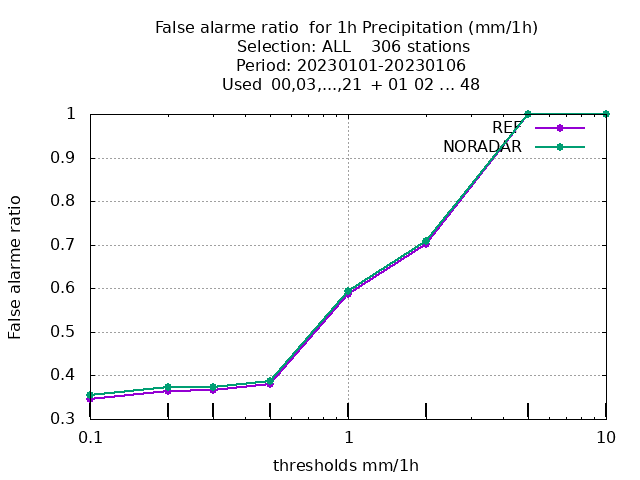 False alarme ratio  for 1h Precipitation (mm/1h)
Selection: ALL    306 stations
Period: 20230101-20230106
Used  00,03,...,21  + 01 02 ... 48
REF
NORADAR
False alarme ratio
1
0.9
0.8
0.7
0.6
0.5
0.4
0.3
0.1 1 10
thresholds mm/1h